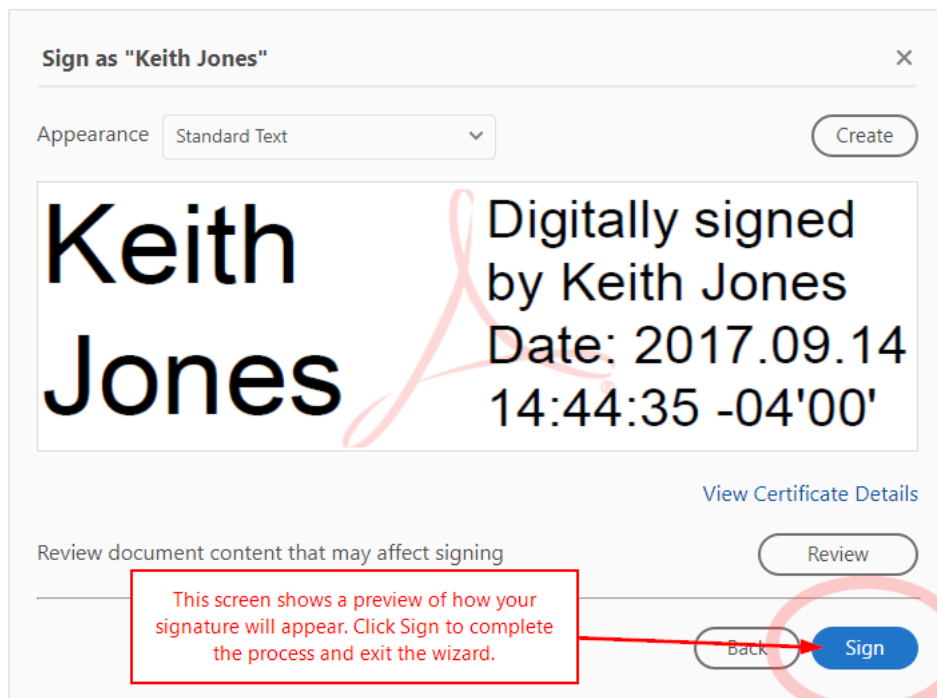 Sign as "Keith Jones"
Appearance Standard Text
Create
Keith
Jones
Digitally signed
by Keith Jones
Date: 2017.09.14
14:44:35 -04'00'
View Certificate Details
Review document content that may affect signing
Review
This screen shows a preview of how your
signature will appear. Click Sign to complete
the process and exit the wizard.
Back
Sign